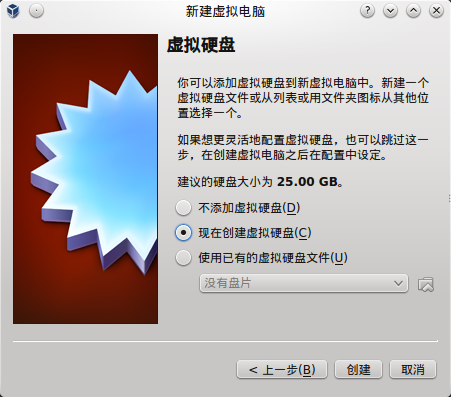 新建虚拟电脑
虚拟硬盘
你可以添加虚拟硬盘到新虚拟电脑中。新建一个
虚拟硬盘文件或从列表或用文件夹图标从其他位
置选择一个。
如果想更灵活地配置虚拟硬盘，也可以跳过这一
步，在创建虚拟电脑之后在配置中设定。
建议的硬盘大小为 25.00 GB。
不添加虚拟硬盘(D)
现在创建虚拟硬盘(C)
使用已有的虚拟硬盘文件(U)
没有盘片
< 上一步(B) 创建 取消